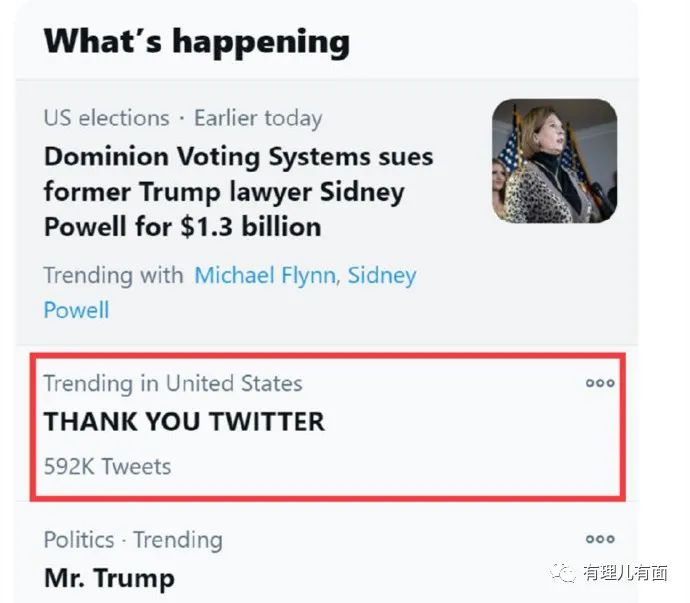 What's happening
US elections · Earlier today
Dominion Voting Systems sues
former Trump lawyer Sidney
Powell for $1.3 billion
Trending with Michael Flynn, Sidney
Powell
Trending in United States
THANK YOU TWITTER
592K Tweets
Politics · Trending
Mr. Trump
有理儿有面